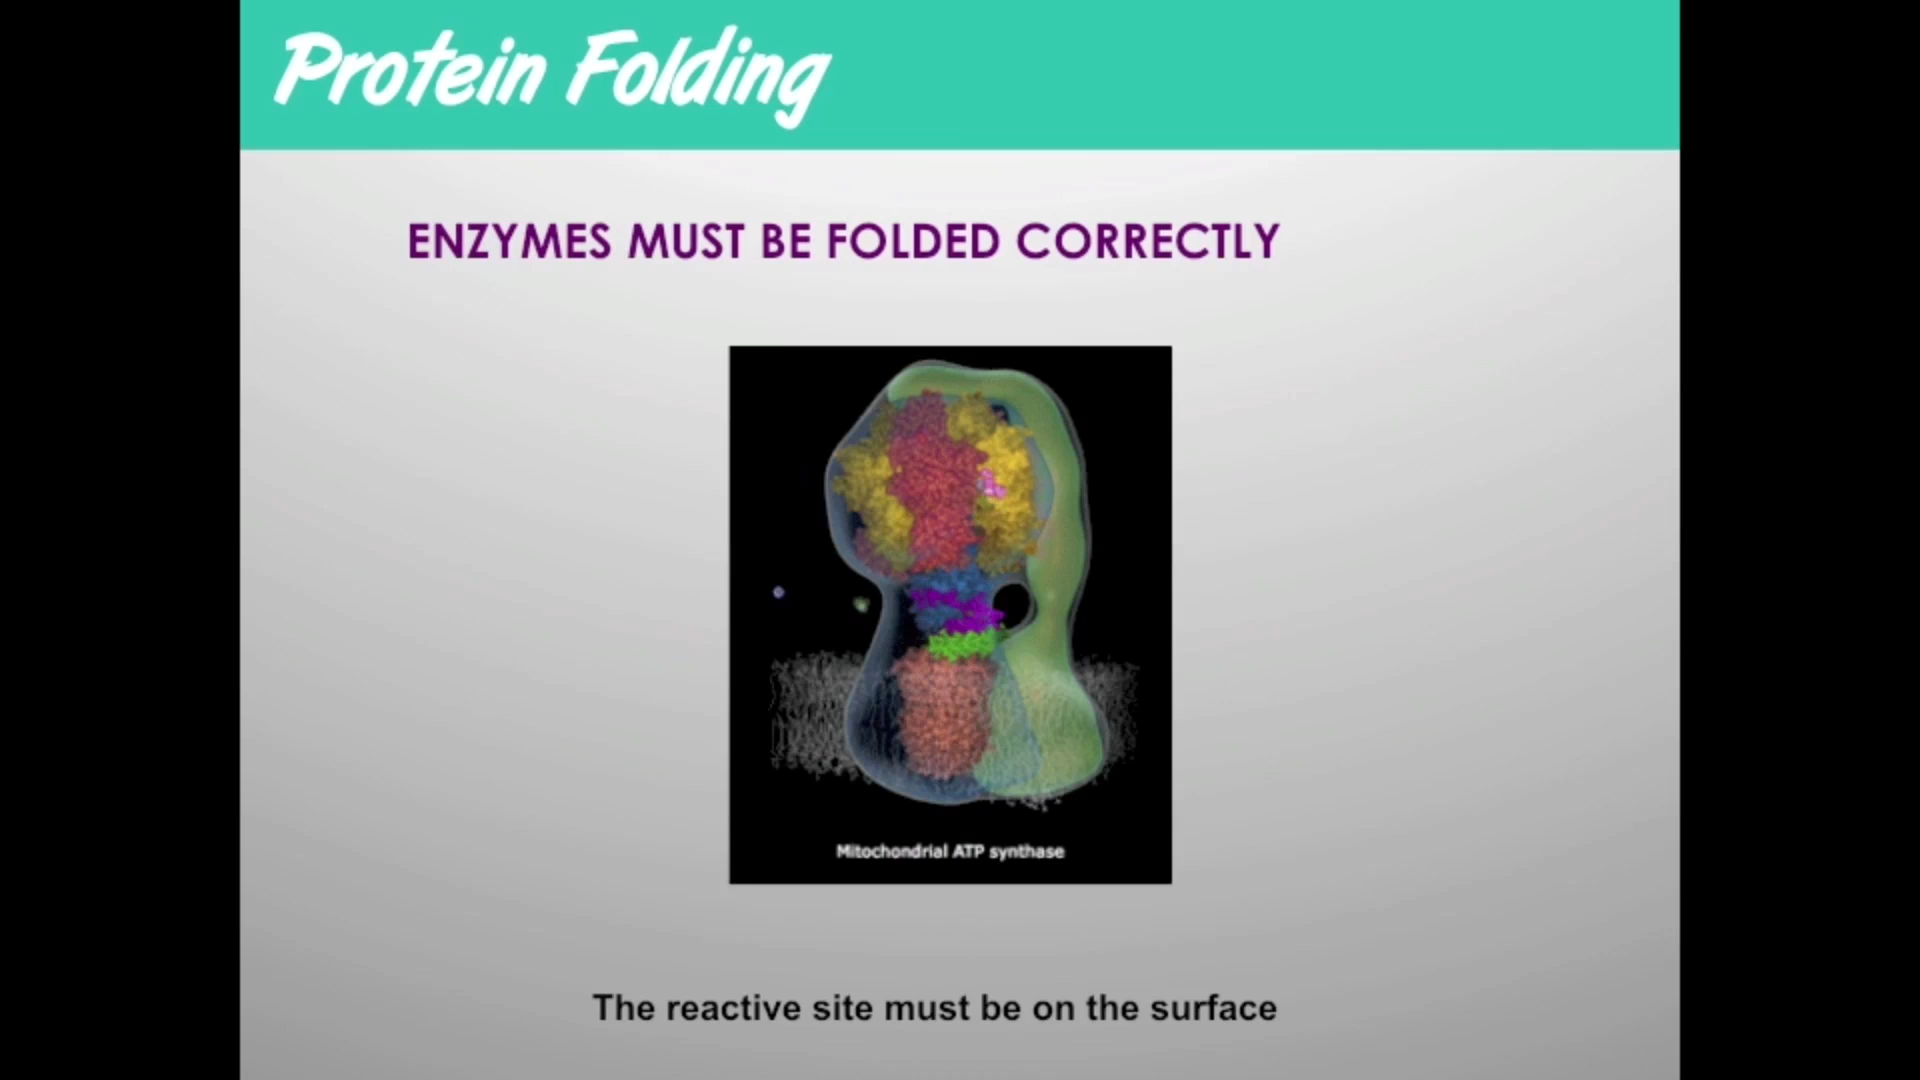 Protein Folding
ENZYMES MUST BE FOLDED CORRECTLY
Mitochondrial ATP synthase
The reactive site must be on the surface